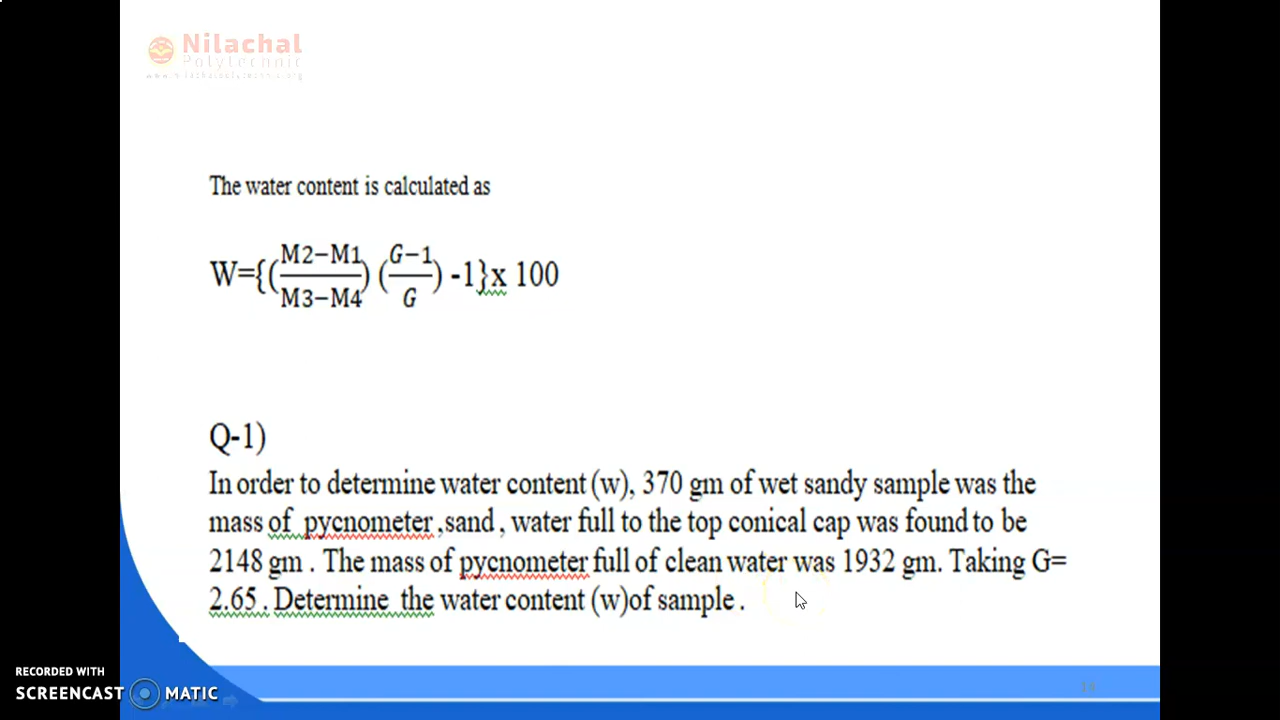 Nilachal
Polytechnic
The water content is calculated as
W={(M2−M1/M3−M4) (G−1/G) -1}x 100
Q-1)
In order to determine water content (w), 370 gm of wet sandy sample was the
mass of pycnometer ,sand , water full to the top conical cap was found to be
2148 gm . The mass of pycnometer full of clean water was 1932 gm. Taking G=
2.65 . Determine the water content (w)of sample .
RECORDED WITH
SCREENCAST MATIC